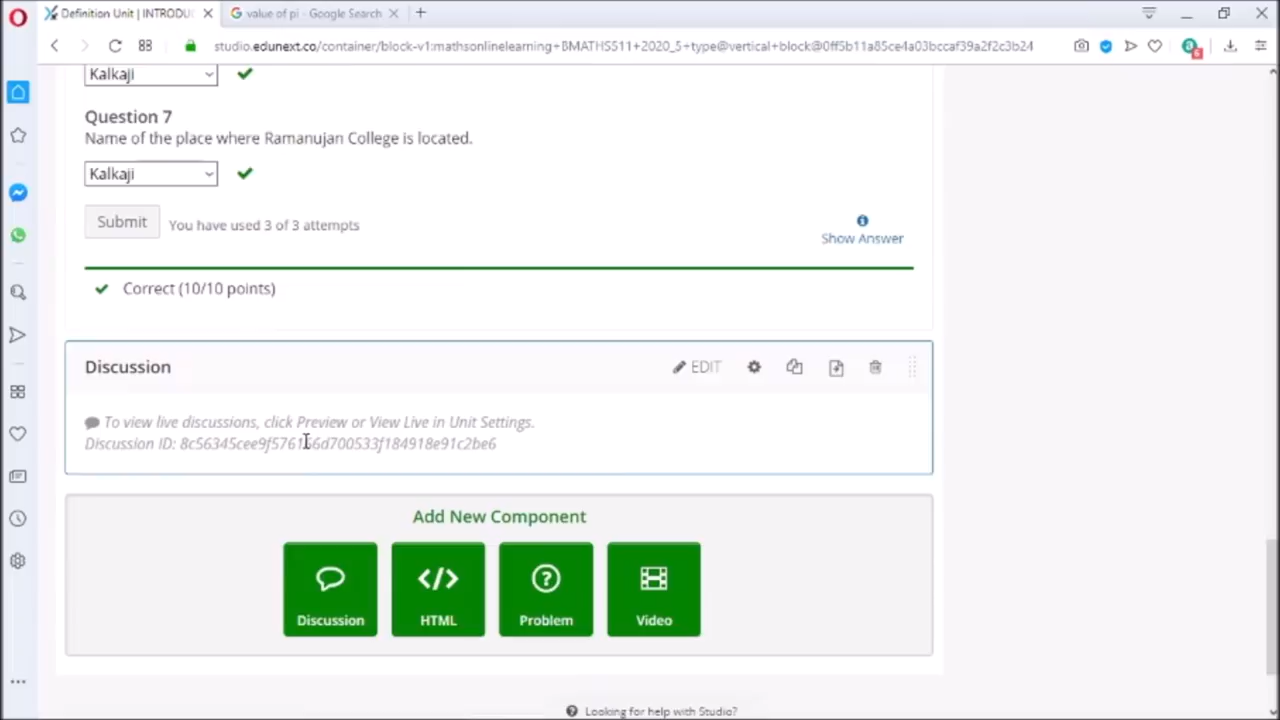 Definition Unit | INTRODU
value of pi - Google Search
studio.edunext.co/container/block-v1:mathsonlinelearning+BMATHS511+2020_5+type@vertical+block@0ff5b11a85ce4a03bccaf39a2f2c3b24
Kalkaji
Question 7
Name of the place where Ramanujan College is located.
Kalkaji
Submit
You have used 3 of 3 attempts
Show Answer
Correct (10/10 points)
Discussion
EDIT
To view live discussions, click Preview or View Live in Unit Settings.
Discussion ID:
Add New Component
Discussion
HTML
Problem
Video
Looking for help with Studio?